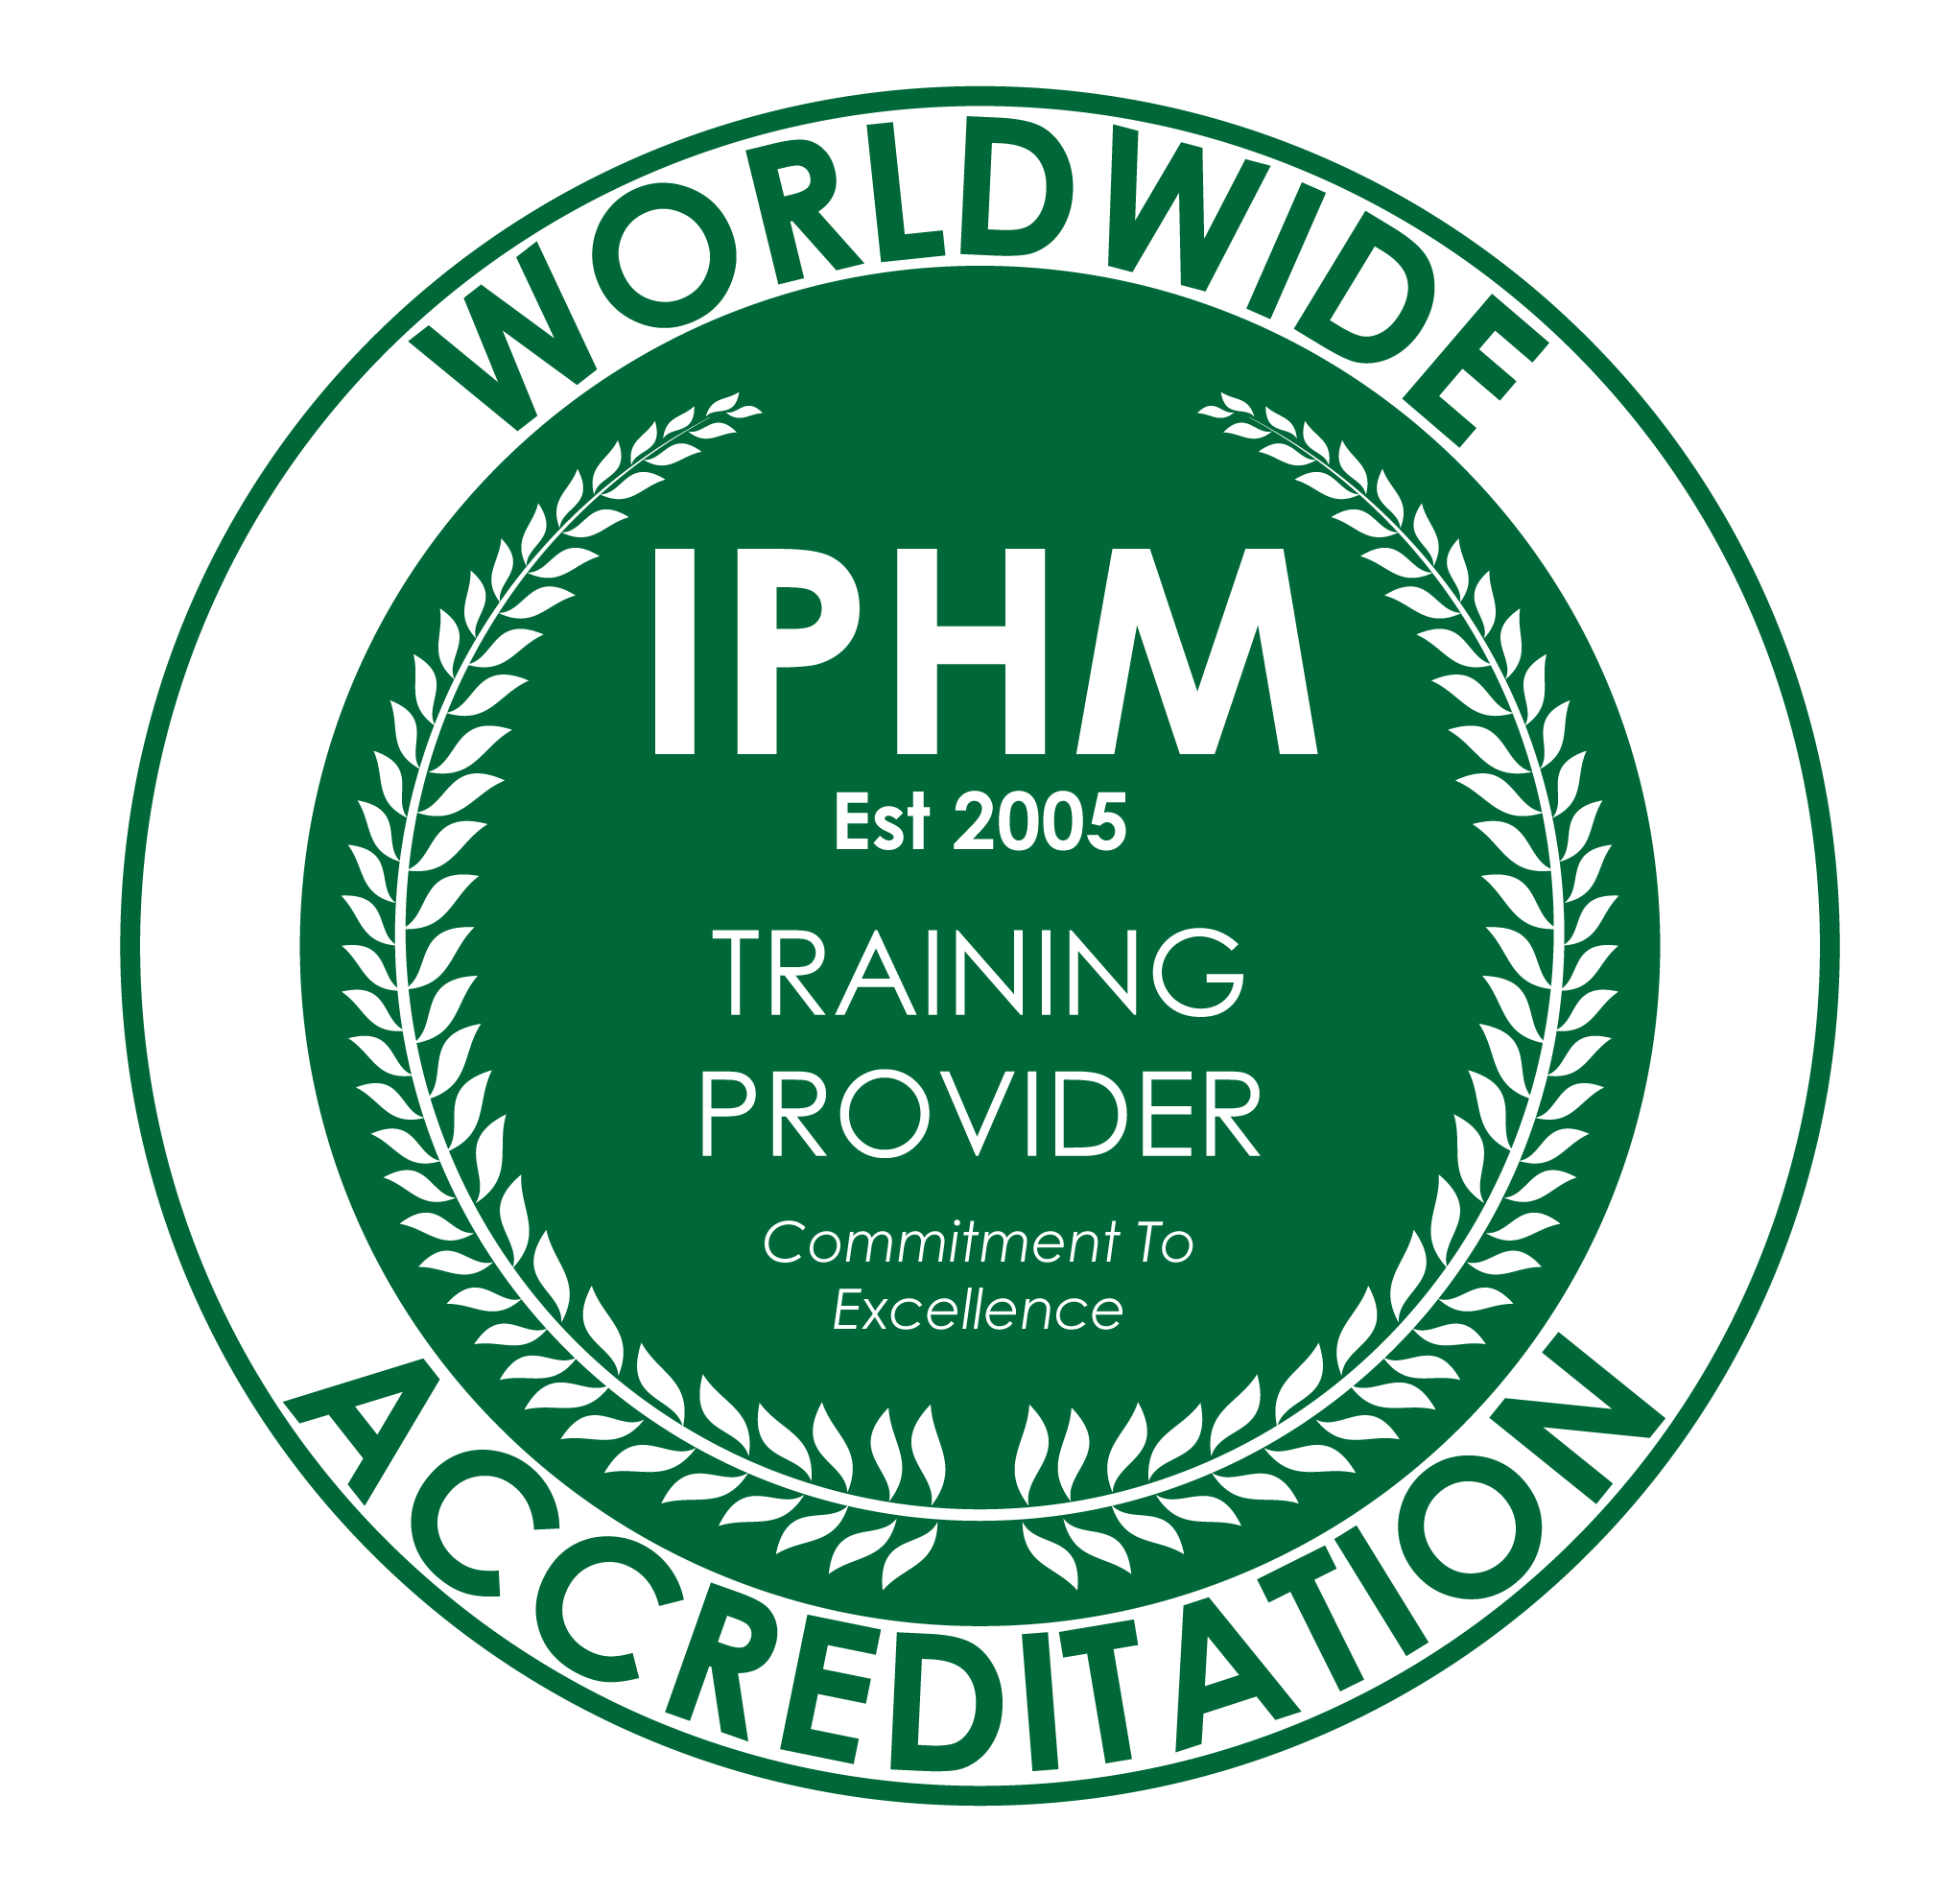 WORLDWIDE
IPHM
Est 2005
TRAINING
PROVIDER
Commitment To
Excellence
ACCREDITATION